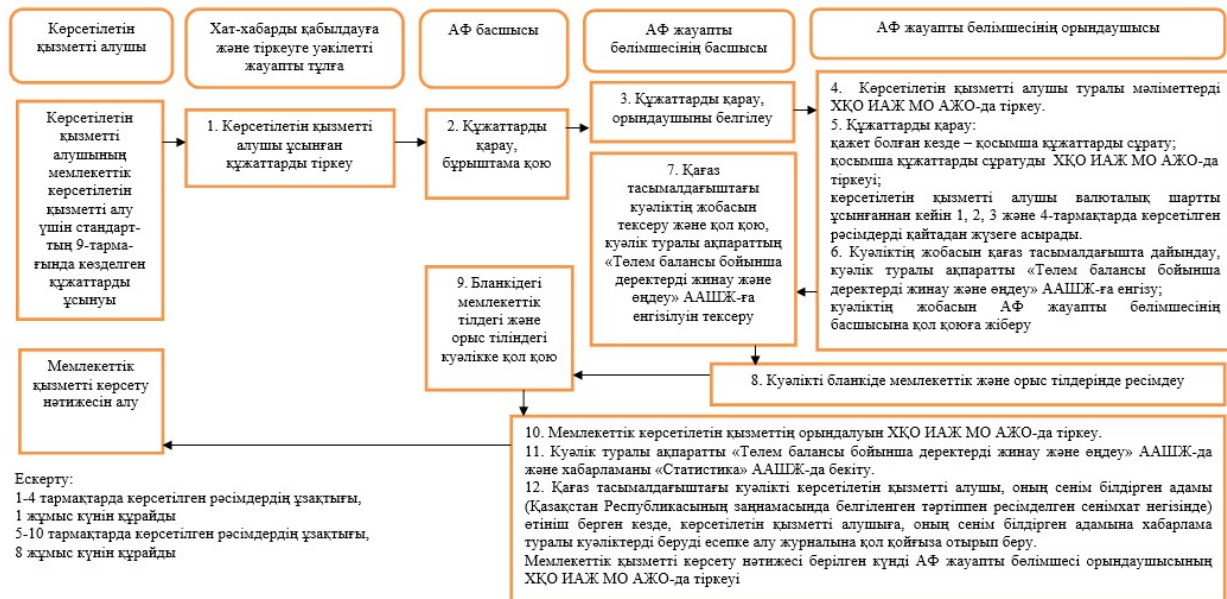 Көрсетілетін
қызметті алушы
Хат-хабарды қабылдауға
және тіркеуге уәкілетті
жауапты тұлға
АФ басшысы
АФ жауапты
бөлімшесінің басшысы
АФ жауапты бөлімшесінің орындаушысы
Көрсетілетін
қызметті
алушының
мемлекеттік
көрсетілетін
қызметті алу
үшін стандарт-
тың 9-тарма-
ғында көзделген
құжаттарды
ұсынуы
1. Көрсетілетін қызметті
алушы ұсынған
құжаттарды тіркеу
2. Құжаттарды
қарау,
бұрыштама қою
3. Құжаттарды қарау,
орындаушыны белгілеу
4. Көрсетілетін қызметті алушы туралы мәліметтерді
ХҚО ИАЖ МО АЖО-да тіркеу.
5. Құжаттарды қарау:
қажет болған кезде – қосымша құжаттарды сұрату;
қосымша құжаттарды сұратуды ХҚО ИАЖ МО АЖО-да
тіркеуі;
көрсетілетін қызметті алушы валюталық шартты
ұсынғаннан кейін 1, 2, 3 және 4-тармақтарда көрсетілген
рәсімдерді қайтадан жүзеге асырады.
6. Куәліктің жобасын қағаз тасымалдағышта дайындау,
куәлік туралы ақпаратты «Төлем балансы бойынша
деректерді жинау және өңдеу» ААШЖ-ға енгізу;
куәліктің жобасын АФ жауапты бөлімшесінің
басшысына қол қоюға жіберу
7. Қағаз
тасымалдағыштағы
куәліктің жобасын
тексеру және қол қою,
куәлік туралы ақпараттың
«Төлем балансы бойынша
деректерді жинау және
өңдеу» ААШЖ-ға
енгізілуін тексеру
8. Куәлікті бланкіде мемлекеттік және орыс тілдерінде ресімдеу
9. Бланкідегі
мемлекеттік
тілдегі және
орыс тіліндегі
куәлікке қол қою
Мемлекеттік
қызметті көрсету
нәтижесін алу
10. Мемлекеттік көрсетілетін қызметтің орындалуын ХҚО ИАЖ МО АЖО-да тіркеу.
11. Куәлік туралы ақпаратты «Төлем балансы бойынша деректерді жинау және өңдеу» ААШЖ-да
және хабарламаны «Статистика» ААШЖ-да бекіту.
12. Қағаз тасымалдағыштағы куәлікті көрсетілетін қызметті алушы, оның сенім білдірген адамы
(Қазақстан Республикасының заңнамасында белгіленген тәртіппен ресімделген сенімхат негізінде)
өтініш берген кезде, көрсетілетін қызметті алушыға, оның сенім білдірген адамына хабарлама
туралы куәліктерді беруді есепке алу журналына қол қойғыза отырып беру.
Мемлекеттік қызметті көрсету нәтижесі берілген күнді АФ жауапты бөлімшесі орындаушысының
ХҚО ИАЖ МО АЖО-да тіркеуі
Ескерту:
1-4 тармақтарда көрсетілген рәсімдердің ұзақтығы,
1 жұмыс күнін құрайды
5-10 тармақтарда көрсетілген рәсімдердің ұзақтығы,
8 жұмыс күнін құрайды